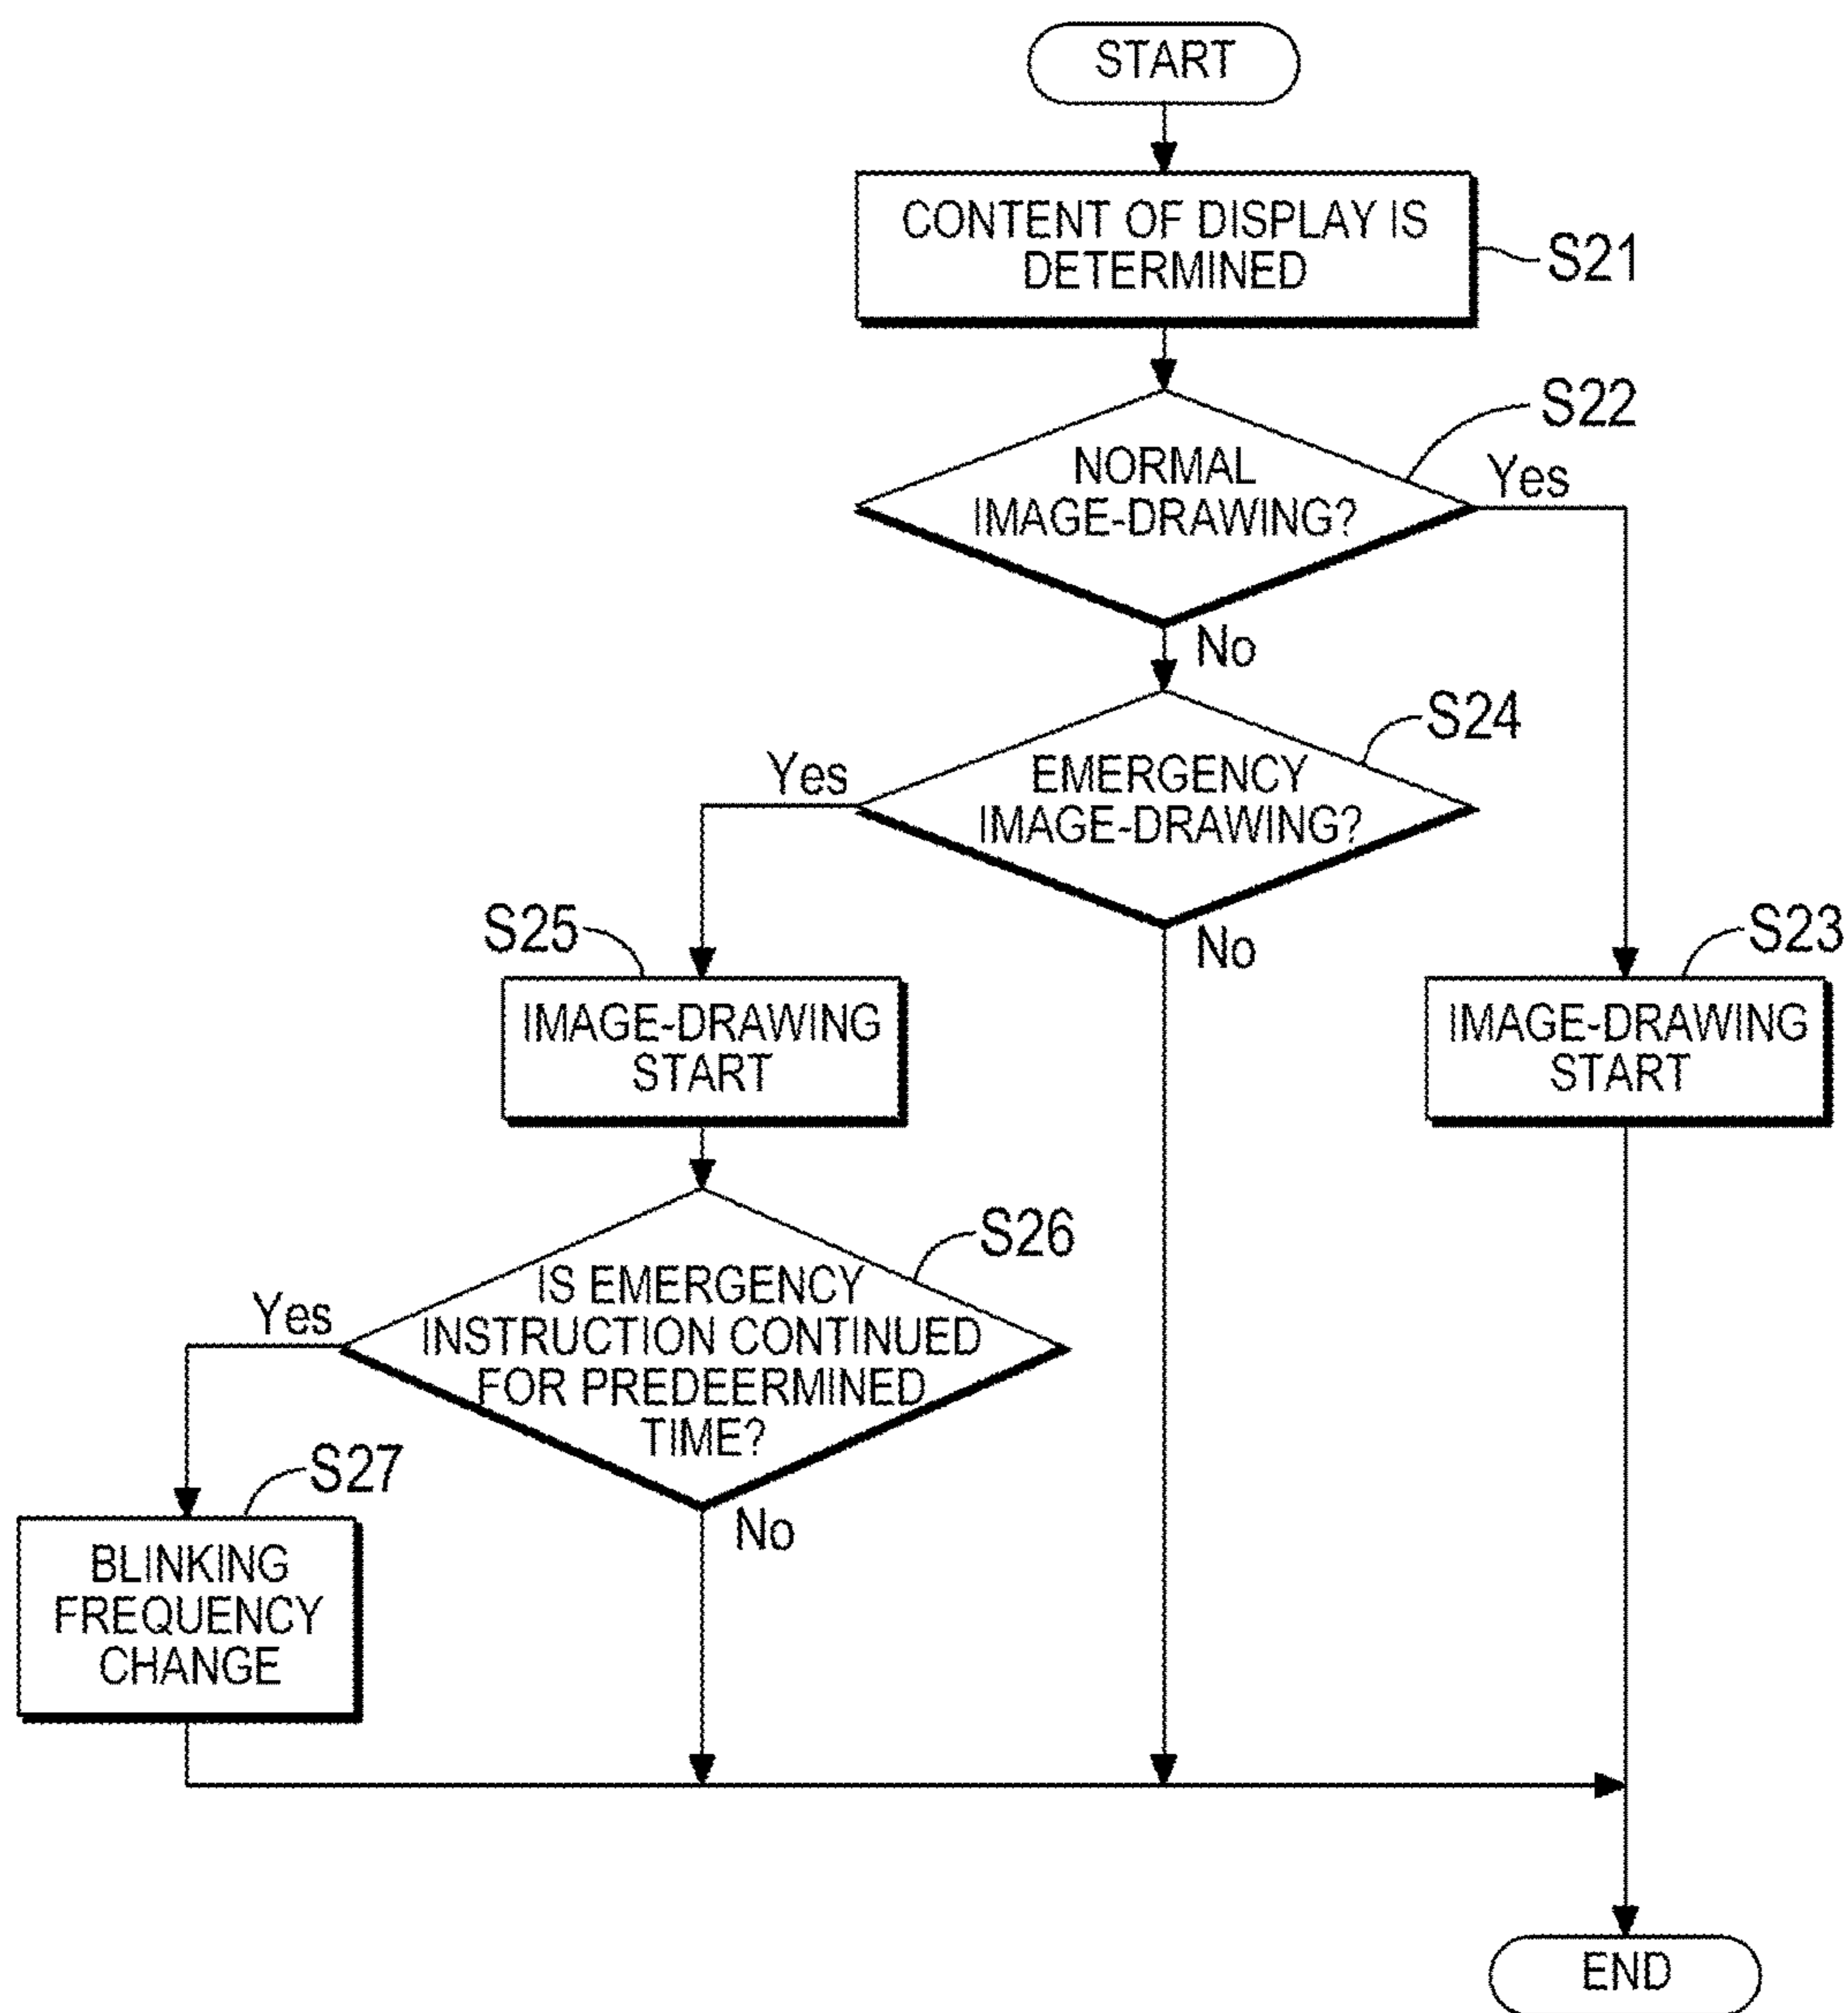 START
CONTENT OF DISPLAY IS
DETERMINED
S21
S22
NORMAL
IMAGE-DRAWING?
Yes
No
S24
EMERGENCY
IMAGE-DRAWING?
Yes
No
S25
IMAGE-DRAWING
START
S23
IMAGE-DRAWING
START
S26
IS EMERGENCY
INSTRUCTION CONTINUED
FOR PREDEERMINED
TIME?
Yes
No
S27
BLINKING
FREQUENCY
CHANGE
END